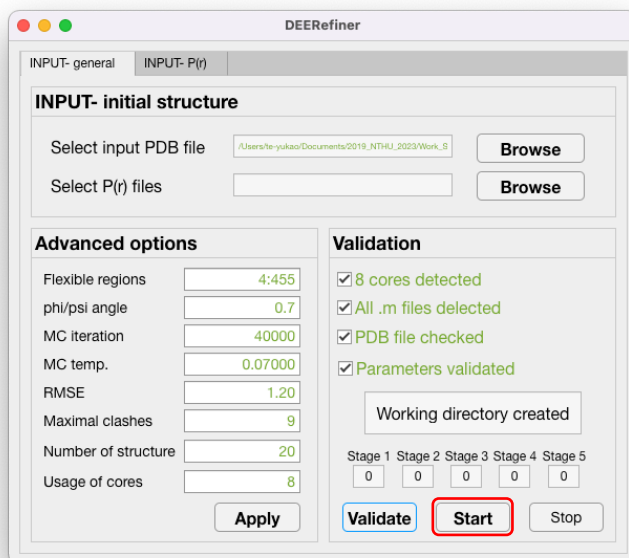 DEERefiner
INPUT- general
INPUT- P(r)
INPUT- initial structure
Select input PDB file
/Users/te-yukao/Documents/2019_NTHU_2023/Work_S
Browse
Select P(r) files
Browse
Advanced options
Flexible regions 4:455
phi/psi angle 0.7
MC iteration 40000
MC temp. 0.07000
RMSE 1.20
Maximal clashes 9
Number of structure 20
Usage of cores 8
Apply
Validation
8 cores detected
All .m files delected
PDB file checked
Parameters validated
Working directory created
Stage 1 Stage 2 Stage 3 Stage 4 Stage 5
0 0 0 0 0
Validate
Start
Stop